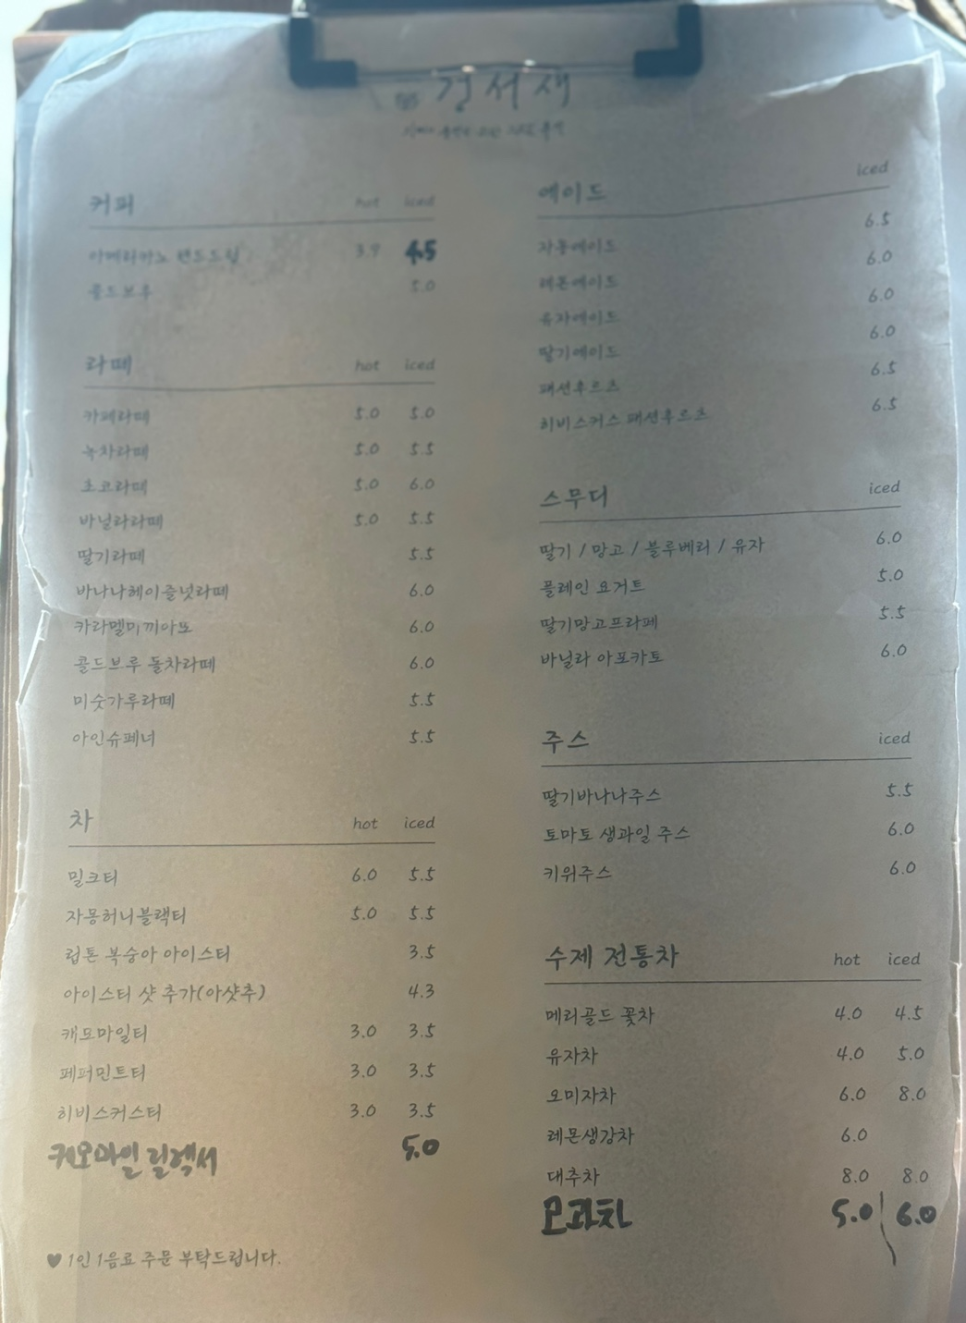 서재
커피 hot iced
아메리카노 핸드드립 3.9 4.5
콜드브루 5.0
라떼 hot iced
카페라떼 5.0 5.0
녹차라떼 5.0 5.5
초코라떼 5.0 6.0
바닐라라떼 5.0 5.5
딸기라떼 5.5
바나나헤이즐넛라떼 6.0
카라멜마끼아또 6.0
콜드브루 돌차라떼 6.0
미숫가루라떼 5.5
아인슈페너 5.5
차 hot iced
밀크티 6.0 5.5
자몽허니블랙티 5.0 5.5
립톤 복숭아 아이스티 3.5
아이스티 샷 추가(아샷추) 4.3
캐모마일티 3.0 3.5
페퍼민트티 3.0 3.5
히비스커스티 3.0 3.5
캐모마일 릴렉서 5.0
♥ 1인 1음료 주문 부탁드립니다.
에이드 iced
자몽에이드 6.5
레몬에이드 6.0
유자에이드 6.0
딸기에이드 6.0
패션후르츠 6.5
히비스커스 패션후르츠 6.5
스무디 iced
딸기 / 망고 / 블루베리 / 유자 6.0
플레인 요거트 5.0
딸기망고프라페 5.5
바닐라 아포카토 6.0
주스 iced
딸기바나나주스 5.5
토마토 생과일 주스 6.0
키위주스 6.0
수제 전통차 hot iced
메리골드 꽃차 4.0 4.5
유자차 4.0 5.0
오미자차 6.0 8.0
레몬생강차 6.0
대추차 8.0 8.0
모과차 5.0 / 6.0